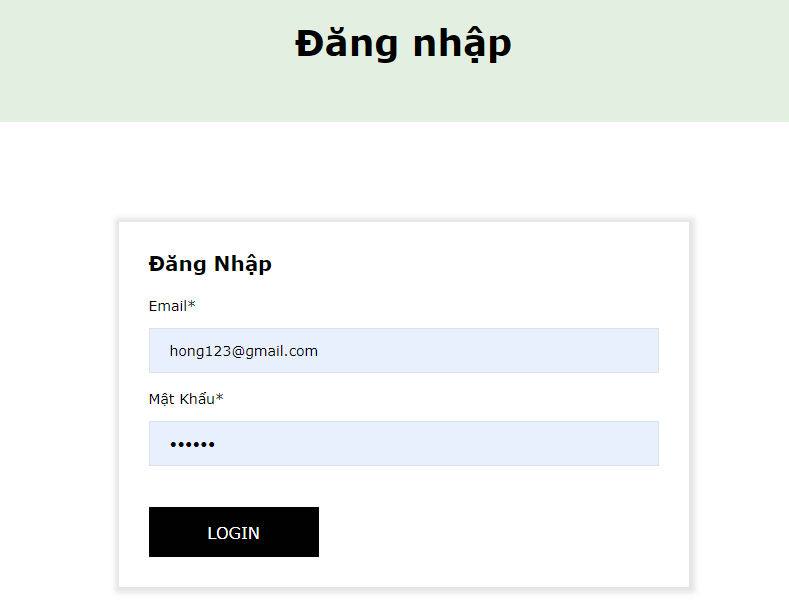 Đăng nhập
Đăng Nhập
Email*
hong123@gmail.com
Mật Khẩu*
••••••
LOGIN